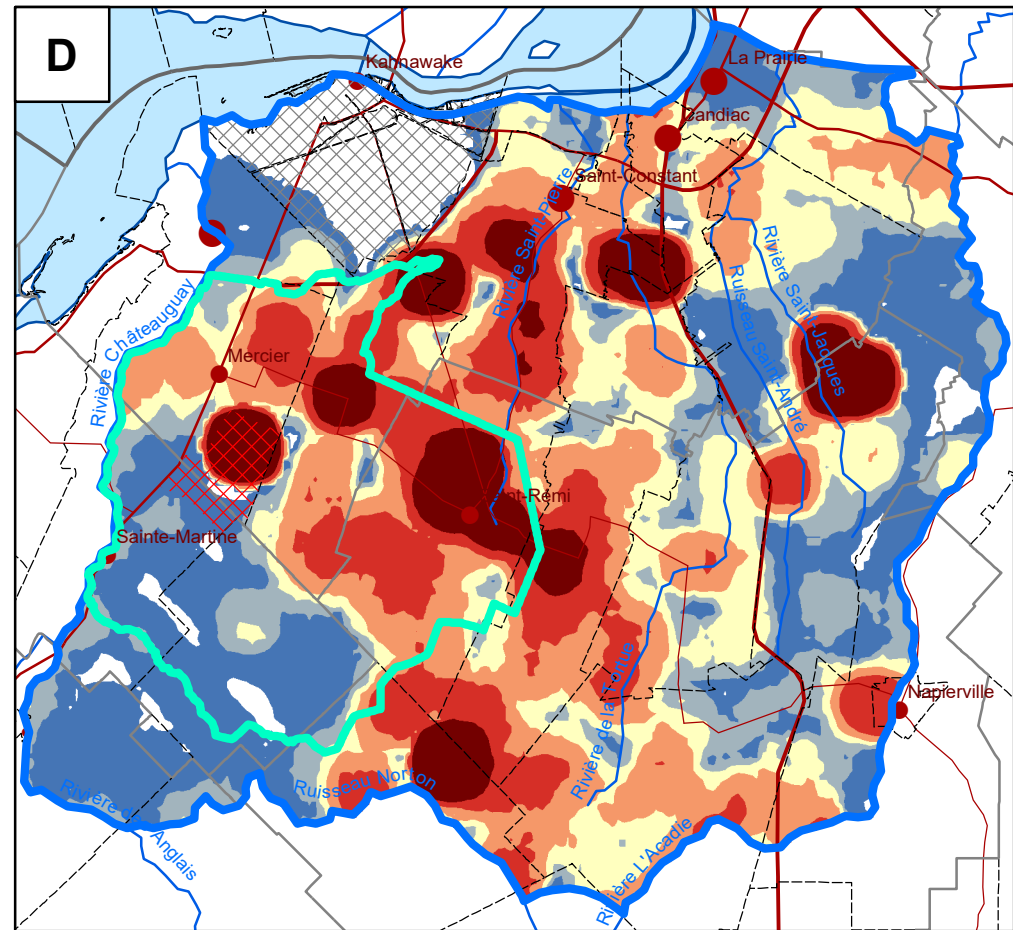 D
Kahnawake
La Prairie
Candiac
Saint-Constant
Rivière Saint-Pierre
Rivière Saint-Jacques
Ruisseau Saint-André
Rivière Châteauguay
Mercier
Saint-Rémi
Sainte-Martine
Rivière de la Tortue
Napierville
Ruisseau Norton
Rivière des Anglais
Rivière L'Acadie